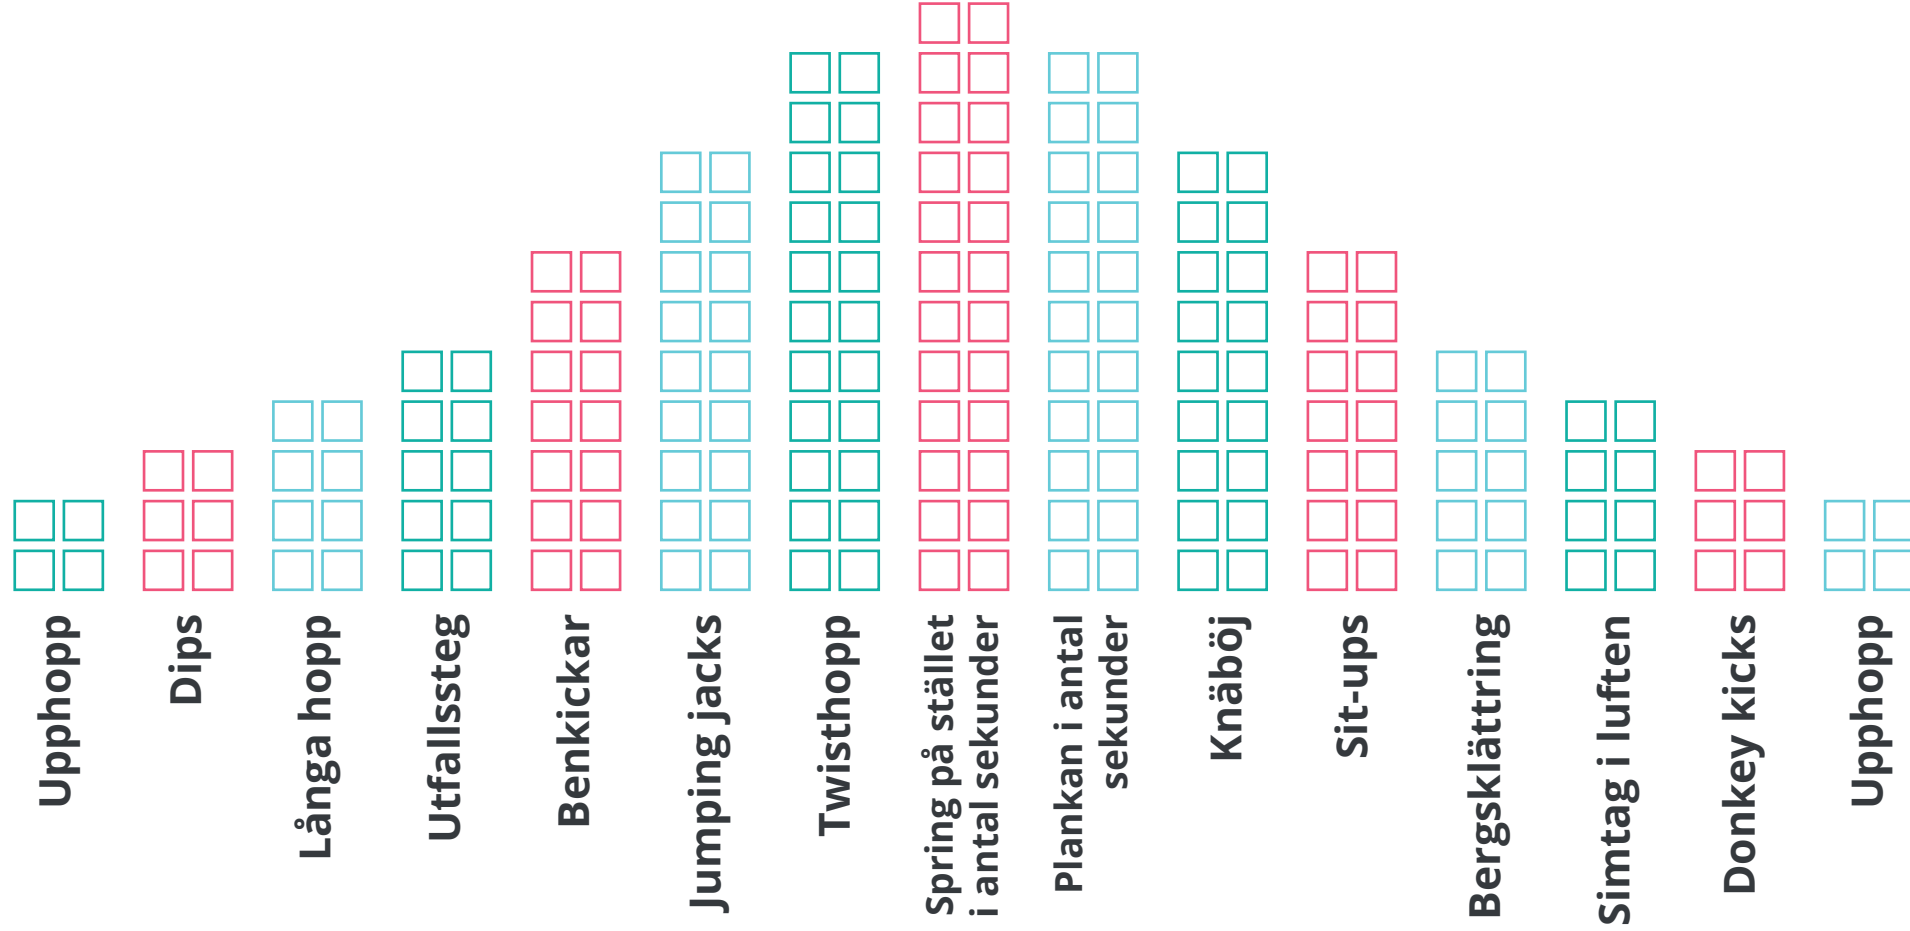 Upphopp
Dips
Långa hopp
Utfallssteg
Benkickar
Jumping jacks
Twisthopp
Spring på stället
i antal sekunder
Plankan i antal
sekunder
Knäböj
Sit-ups
Bergsklättring
Simtag i luften
Donkey kicks
Upphopp